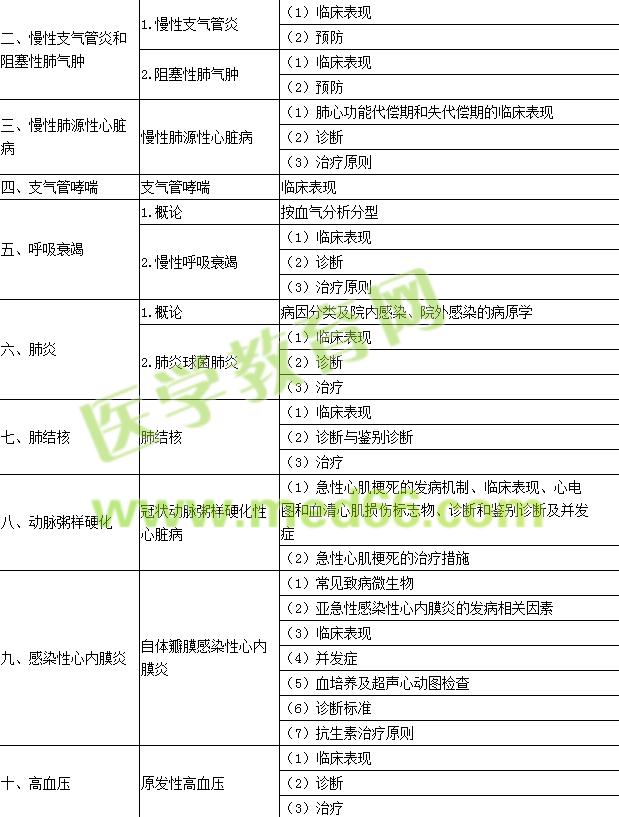 二、慢性支气管炎和
阻塞性肺气肿
1.慢性支气管炎
（1）临床表现
（2）预防
2.阻塞性肺气肿
（1）临床表现
（2）预防
三、慢性肺源性心脏
病
慢性肺源性心脏病
（1）肺心功能代偿期和失代偿期的临床表现
（2）诊断
（3）治疗原则
四、支气管哮喘
支气管哮喘
临床表现
五、呼吸衰竭
1.概论
按血气分析分型
2.慢性呼吸衰竭
（1）临床表现
（2）诊断
（3）治疗原则
六、肺炎
1.概论
病因分类及院内感染、院外感染的病原学
2.肺炎球菌肺炎
（1）临床表现
（2）诊断
（3）治疗
七、肺结核
肺结核
（1）临床表现
（2）诊断与鉴别诊断
（3）治疗
八、动脉粥样硬化
冠状动脉粥样硬化性
心脏病
（1）急性心肌梗死的发病机制、临床表现、心电
图和血清心肌损伤标志物、诊断和鉴别诊断及并发
症
（2）急性心肌梗死的治疗措施
九、感染性心内膜炎
自体瓣膜感染性心内
膜炎
（1）常见致病微生物
（2）亚急性感染性心内膜炎的发病相关因素
（3）临床表现
（4）并发症
（5）血培养及超声心动图检查
（6）诊断标准
（7）抗生素治疗原则
十、高血压
原发性高血压
（1）临床表现
（2）诊断
（3）治疗
医学教育网
www.med66.com